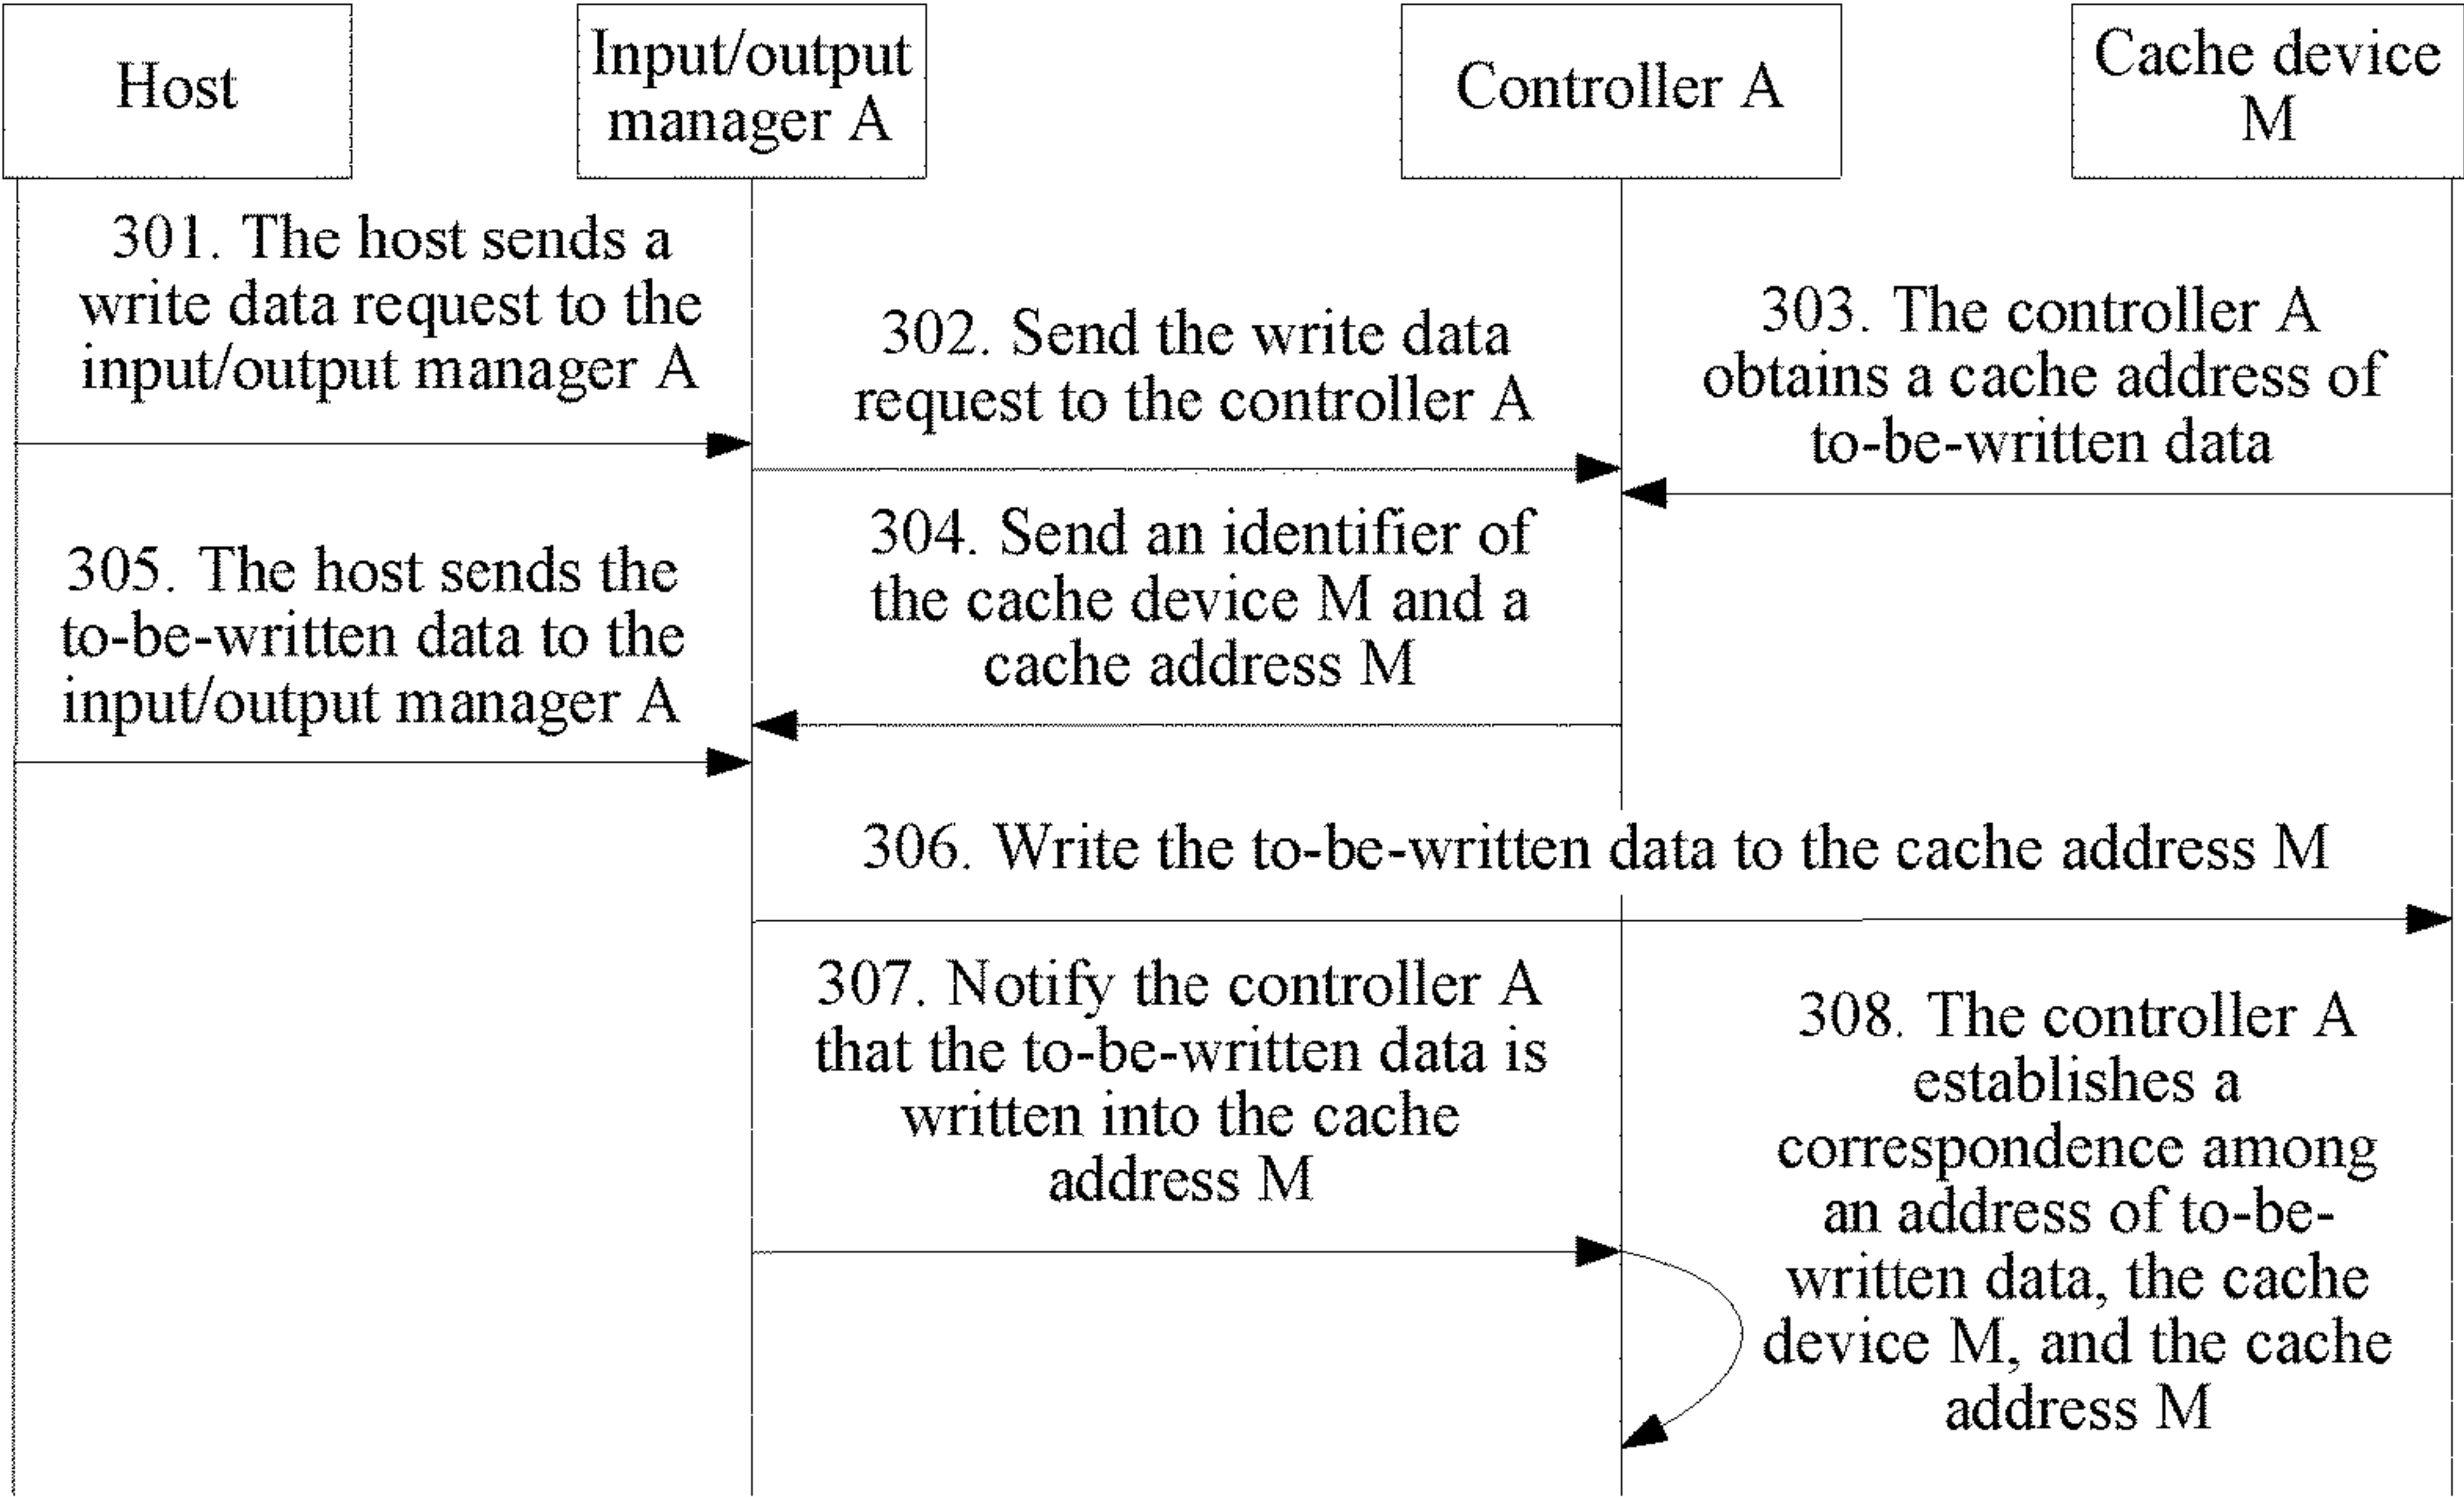 Host
Input/output
manager A
Controller A
Cache device
M
301. The host sends a
write data request to the
input/output manager A
302. Send the write data
request to the controller A
303. The controller A
obtains a cache address of
to-be-written data
304. Send an identifier of
the cache device M and a
cache address M
305. The host sends the
to-be-written data to the
input/output manager A
306. Write the to-be-written data to the cache address M
307. Notify the controller A
that the to-be-written data is
written into the cache
address M
308. The controller A
establishes a
correspondence among
an address of to-be-
written data, the cache
device M, and the cache
address M